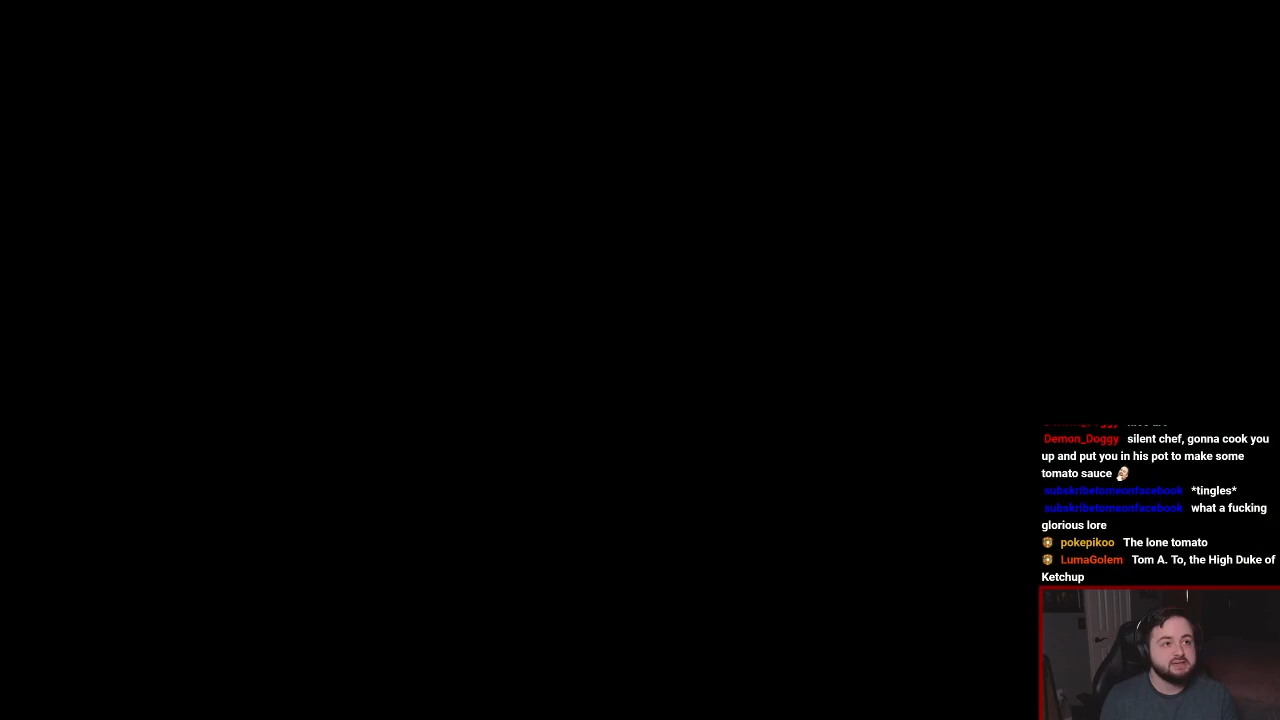 Demon_Doggy silent chef, gonna cook you
up and put you in his pot to make some
tomato sauce
subskribetomeonfacebook *tingles*
subskribetomeonfacebook what a fucking
glorious lore
pokepikoo The lone tomato
LumaGolem Tom A. To, the High Duke of
Ketchup